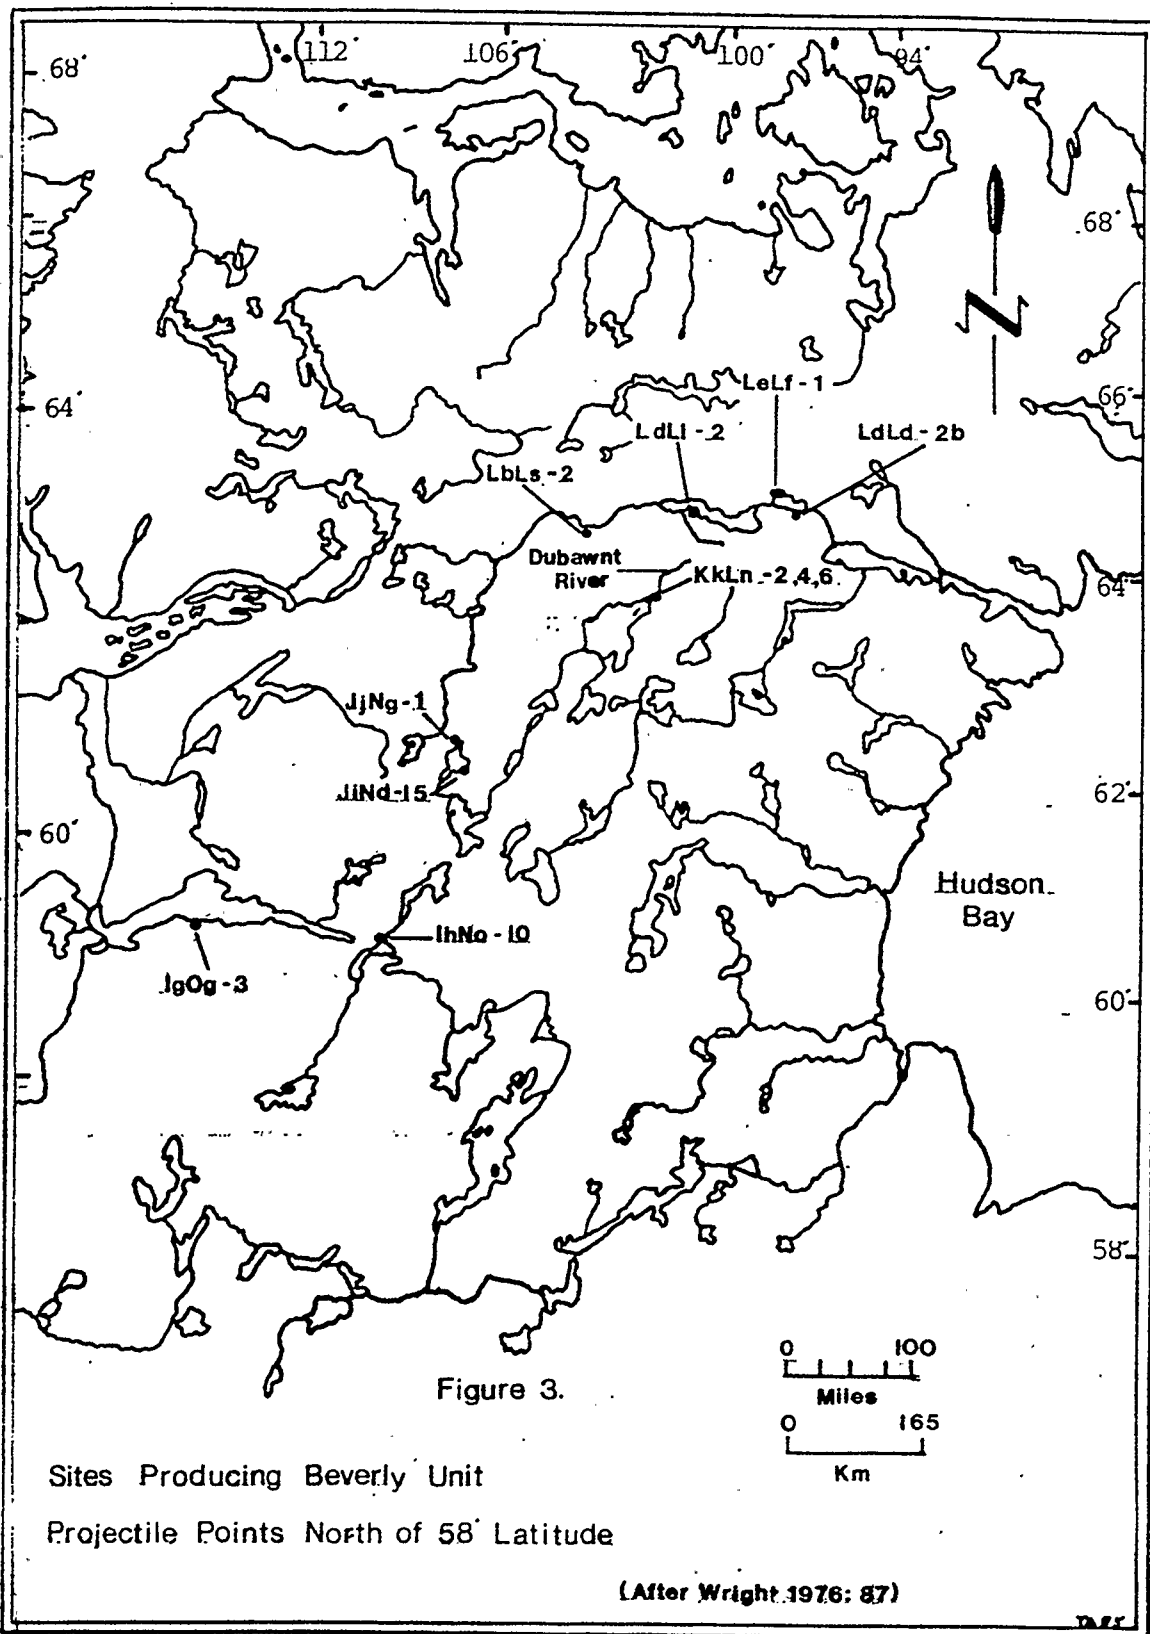 112° 106° 100° 94°
68°
68°
64°
66°
LeLf-1
LdLl-2
LdLd-2b
LbLs-2
Dubawnt
River
KkLn-2,4,6.
64°
JjNg-1
JiNd-15
62°
60°
Hudson
Bay
IhNo-10
IgOg-3
60°
58°
0 100
Miles
0 165
Km
Figure 3.
Sites Producing Beverly Unit
Projectile Points North of 58° Latitude
(After Wright 1976: 87)